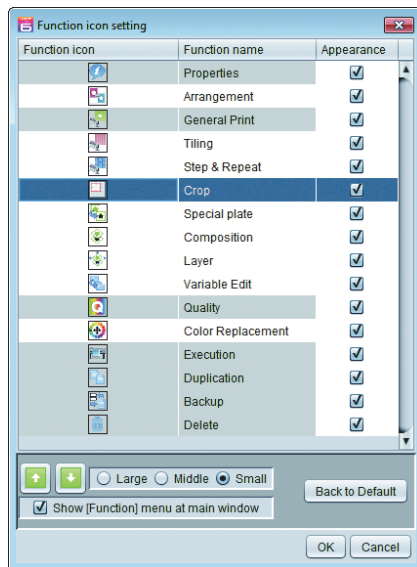 Function icon setting
Function icon Function name Appearance
Properties
Arrangement
General Print
Tiling
Step & Repeat
Crop
Special plate
Composition
Layer
Variable Edit
Quality
Color Replacement
Execution
Duplication
Backup
Delete
Large Middle Small
Back to Default
Show [Function] menu at main window
OK Cancel